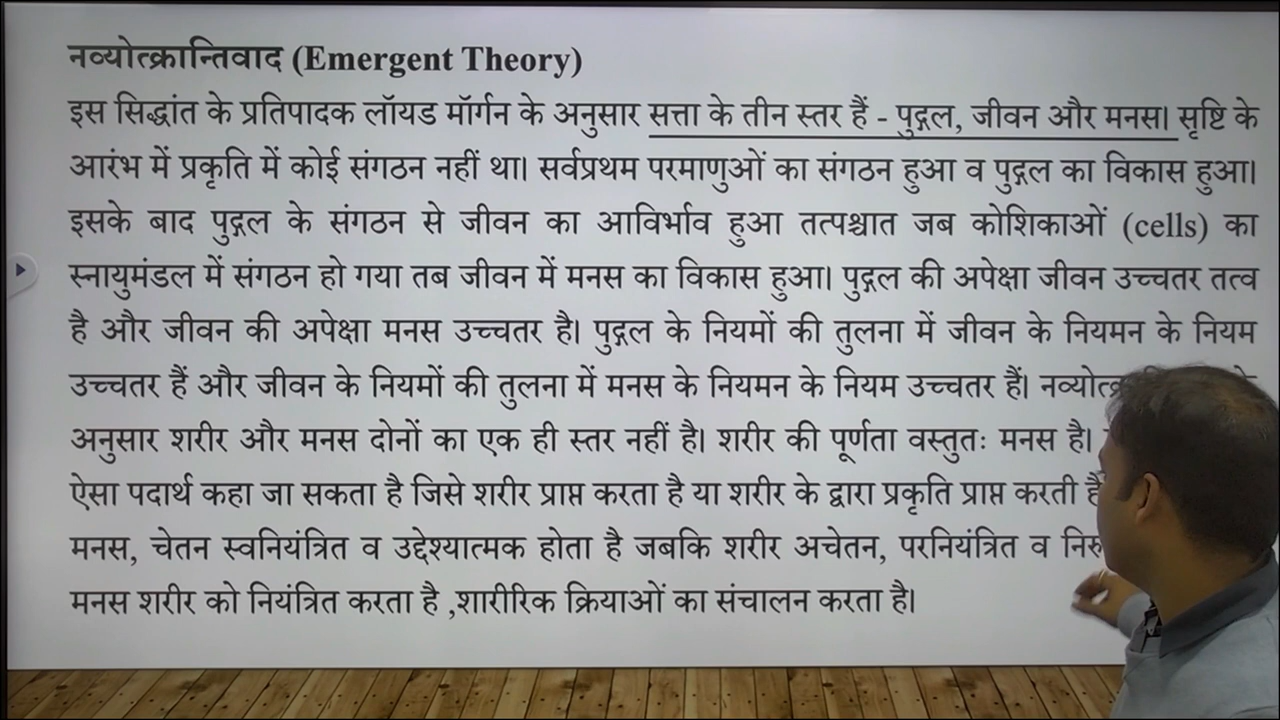 नव्योत्क्रान्तिवाद (Emergent Theory)
इस सिद्धांत के प्रतिपादक लॉयड मॉर्गन के अनुसार सत्ता के तीन स्तर हैं - पुद्गल, जीवन और मनस। सृष्टि के
आरंभ में प्रकृति में कोई संगठन नहीं था। सर्वप्रथम परमाणुओं का संगठन हुआ व पुद्गल का विकास हुआ।
इसके बाद पुद्गल के संगठन से जीवन का आविर्भाव हुआ तत्पश्चात जब कोशिकाओं (cells) का
स्नायुमंडल में संगठन हो गया तब जीवन में मनस का विकास हुआ। पुद्गल की अपेक्षा जीवन उच्चतर तत्व
है और जीवन की अपेक्षा मनस उच्चतर है। पुद्गल के नियमों की तुलना में जीवन के नियमन के नियम
उच्चतर हैं और जीवन के नियमों की तुलना में मनस के नियमन के नियम उच्चतर हैं।
अनुसार शरीर और मनस दोनों का एक ही स्तर नहीं है। शरीर की पूर्णता वस्तुतः मनस है।
ऐसा पदार्थ कहा जा सकता है जिसे शरीर प्राप्त करता है या शरीर के द्वारा प्रकृति प्राप्त करती है
मनस, चेतन स्वनियंत्रित व उद्देश्यात्मक होता है जबकि शरीर अचेतन, परनियंत्रित व
मनस शरीर को नियंत्रित करता है ,शारीरिक क्रियाओं का संचालन करता है।